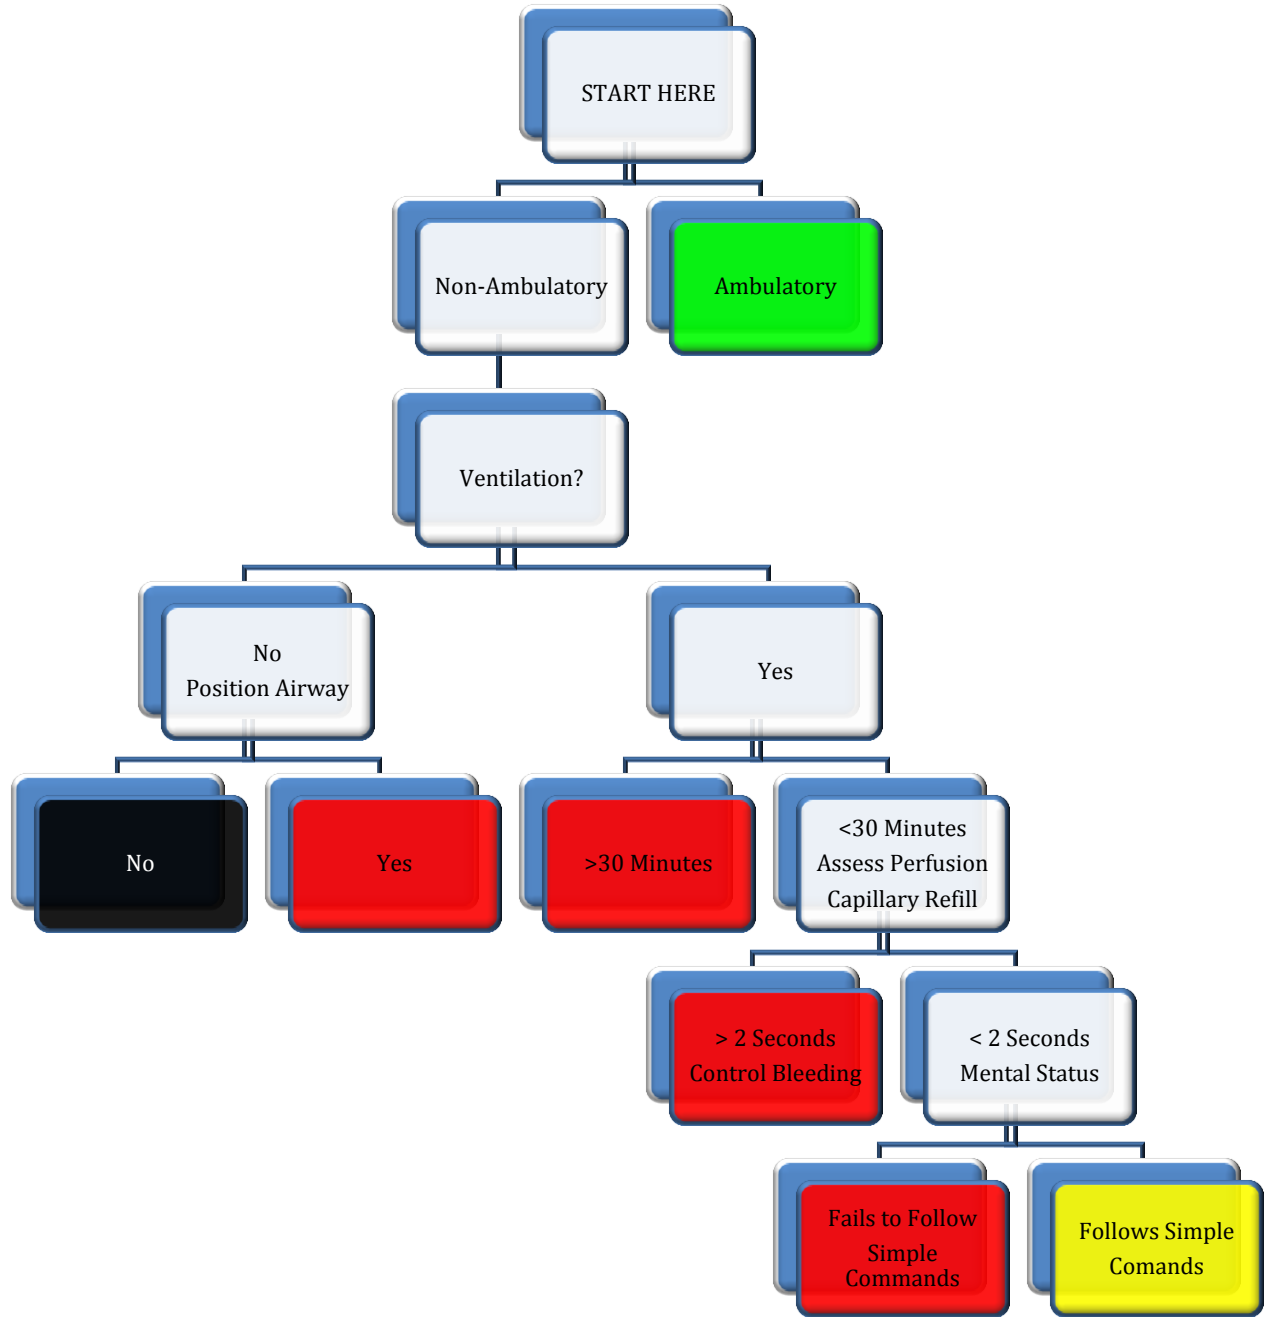 START HERE
Non-Ambulatory
Ambulatory
Ventilation?
No
Position Airway
Yes
No
Yes
>30 Minutes
<30 Minutes
Assess Perfusion
Capillary Refill
> 2 Seconds
Control Bleeding
< 2 Seconds
Mental Status
Fails to Follow
Simple
Commands
Follows Simple
Comands